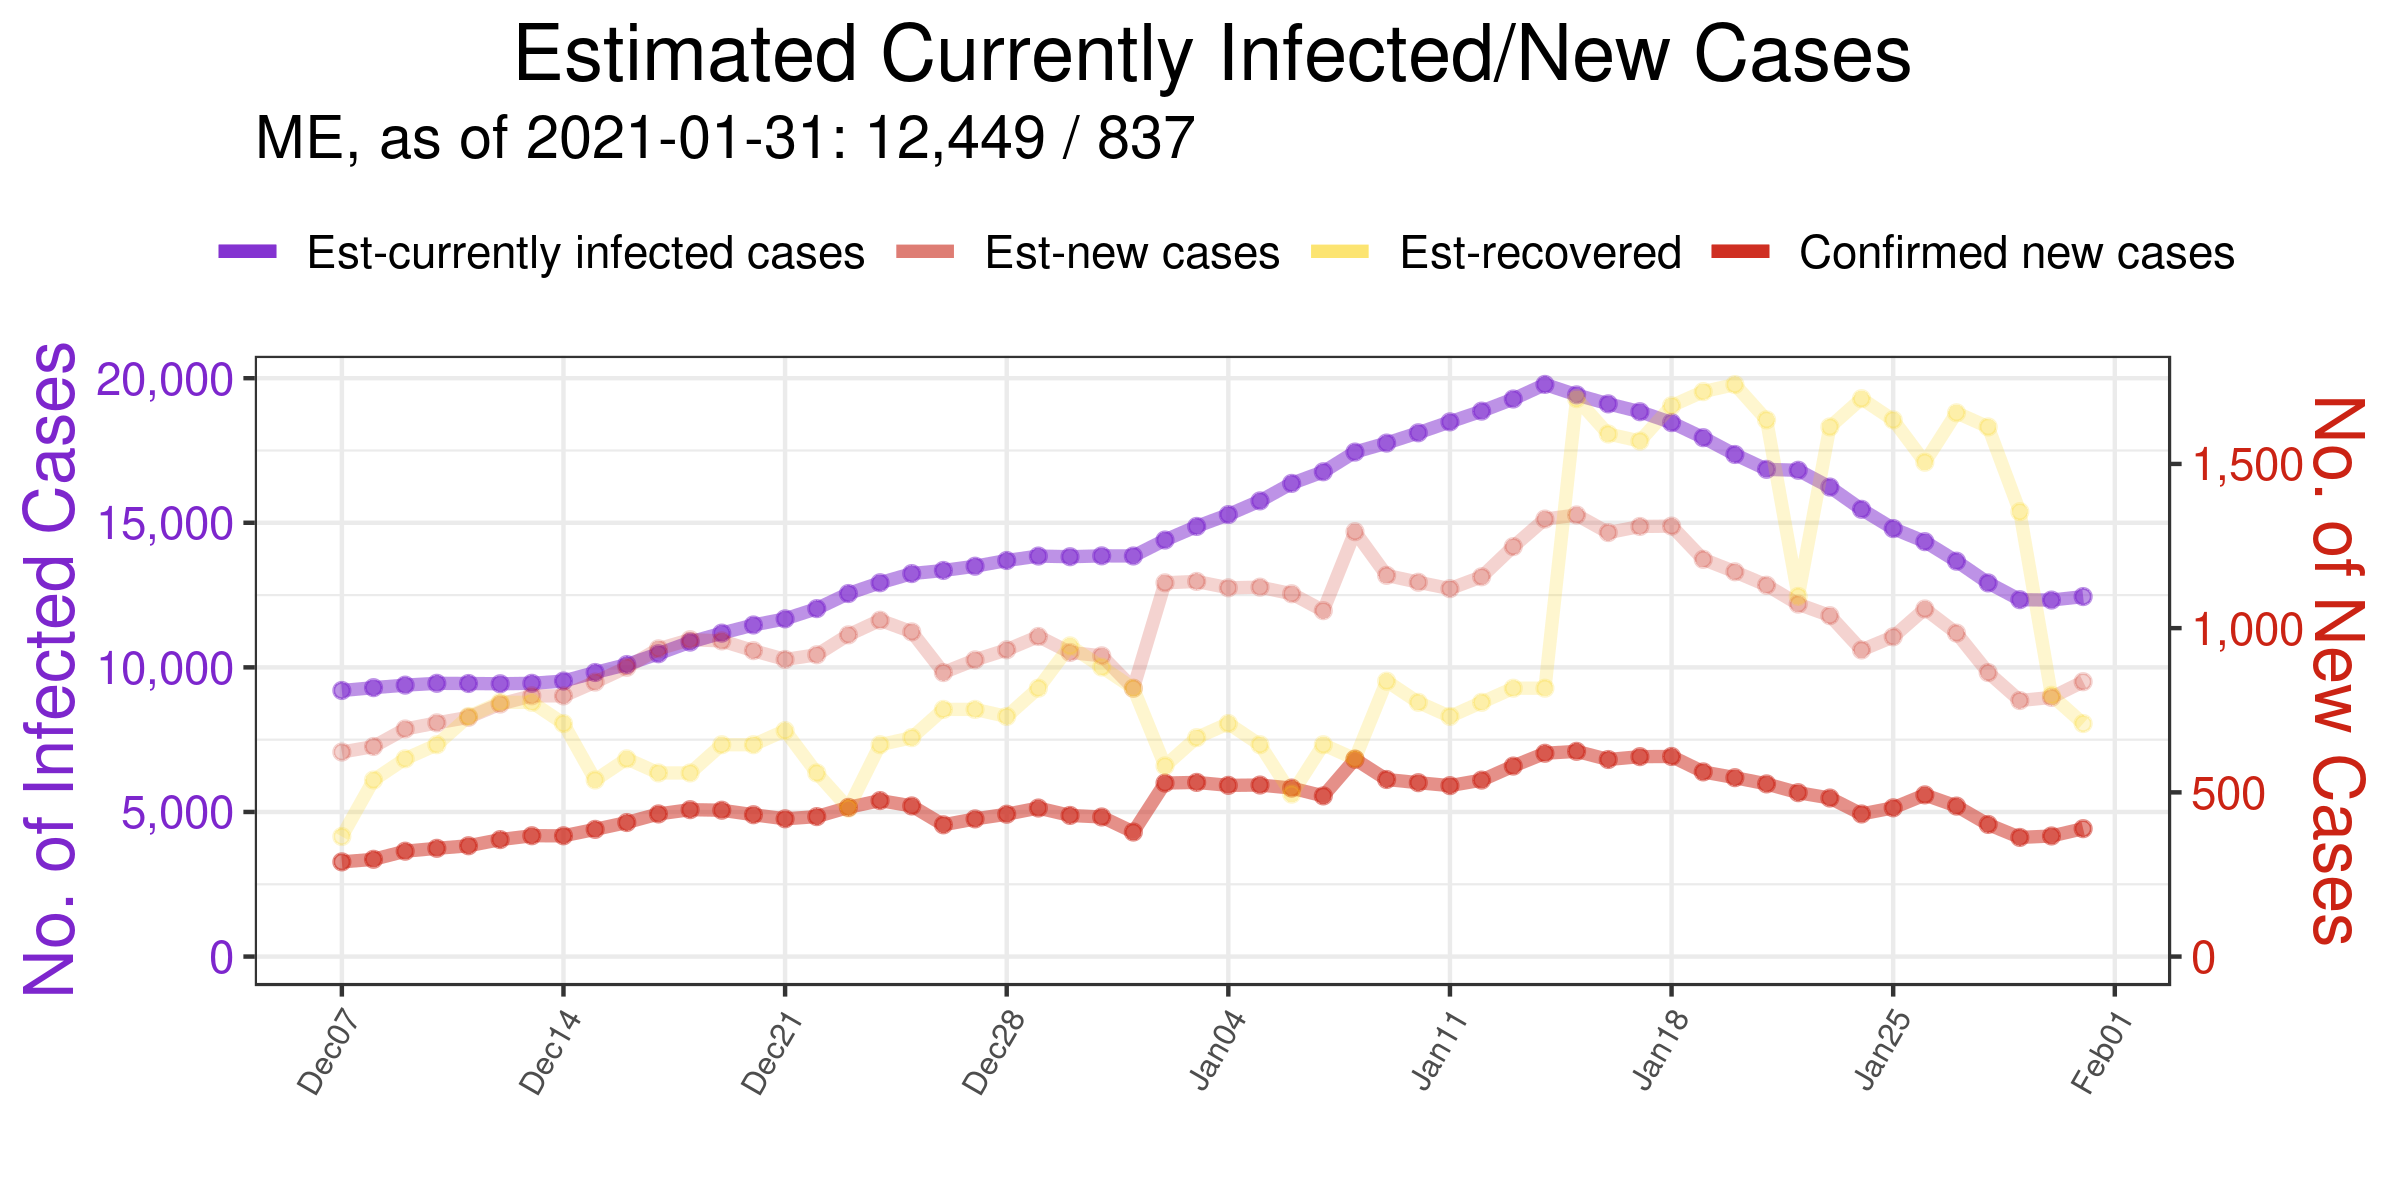 Estimated Currently Infected/New Cases
ME, as of 2021-01-31: 12,449 / 837
Est-currently infected cases Est-new cases Est-recovered Confirmed new cases
No. of Infected Cases
20,000
15,000
10,000
5,000
0
No. of New Cases
1,500
1,000
500
0
Dec07 Dec14 Dec21 Dec28 Jan04 Jan11 Jan18 Jan25 Feb01